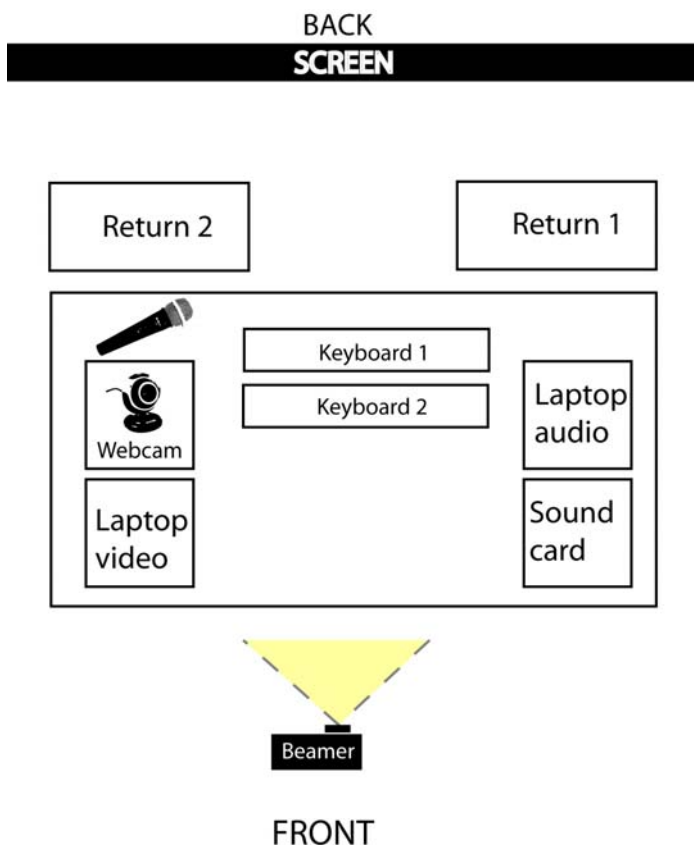 BACK
SCREEN
Return 2
Return 1
Keyboard 1
Keyboard 2
Webcam
Laptop
audio
Laptop
video
Sound
card
Beamer
FRONT